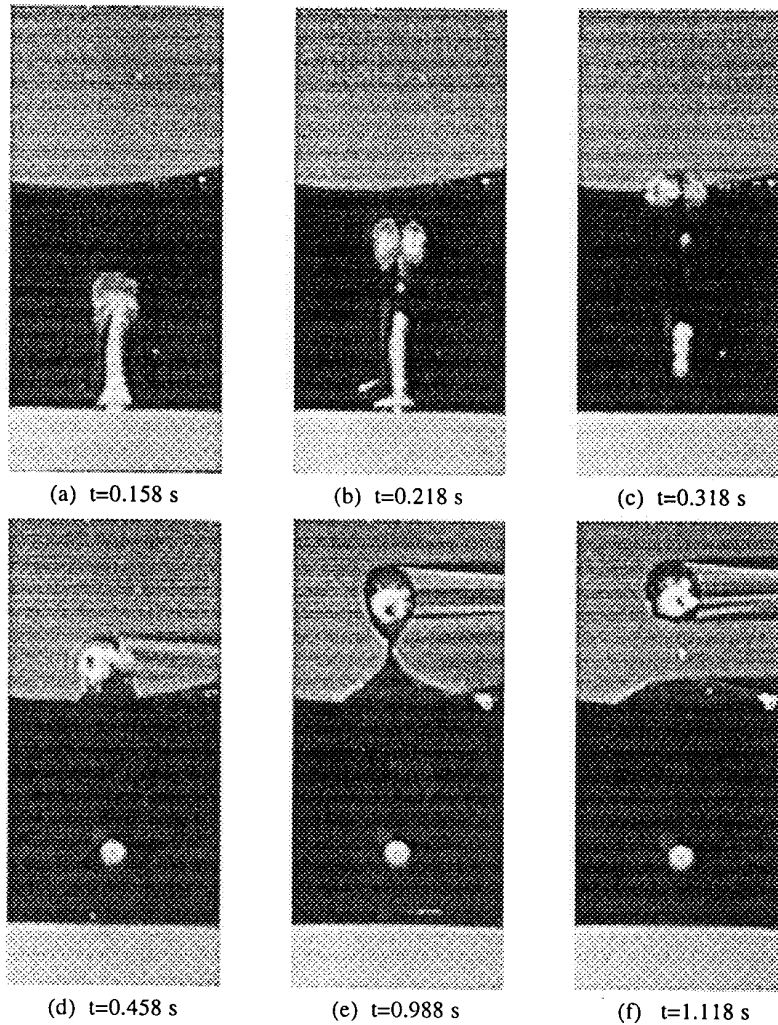 (a) t=0.158 s
(b) t=0.218 s
(c) t=0.318 s
(d) t=0.458 s
(e) t=0.988 s
(f) t=1.118 s